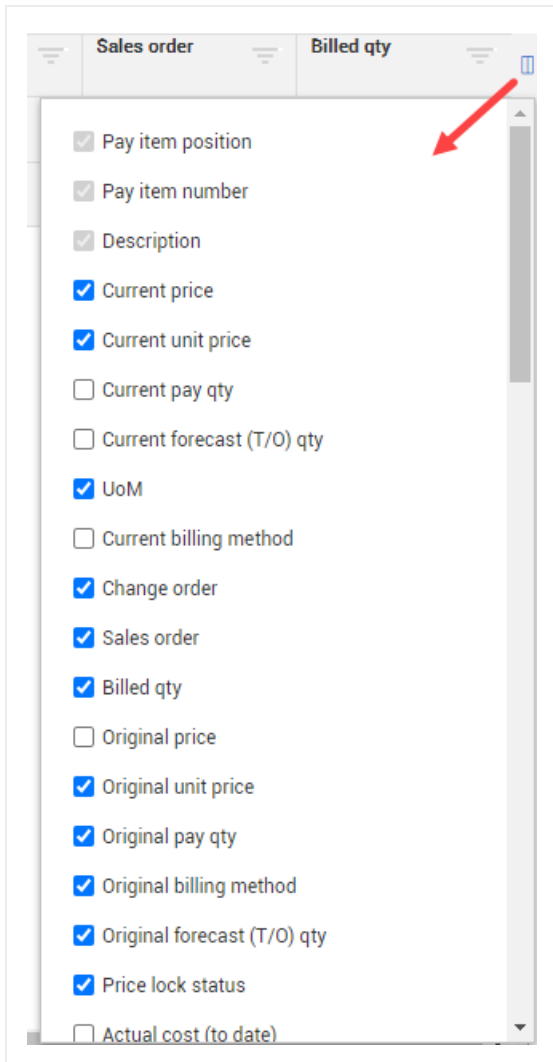 Sales order
Billed qty
Pay item position
Pay item number
Description
Current price
Current unit price
Current pay qty
Current forecast (T/O) qty
UoM
Current billing method
Change order
Sales order
Billed qty
Original price
Original unit price
Original pay qty
Original billing method
Original forecast (T/O) qty
Price lock status
Actual cost (to date)